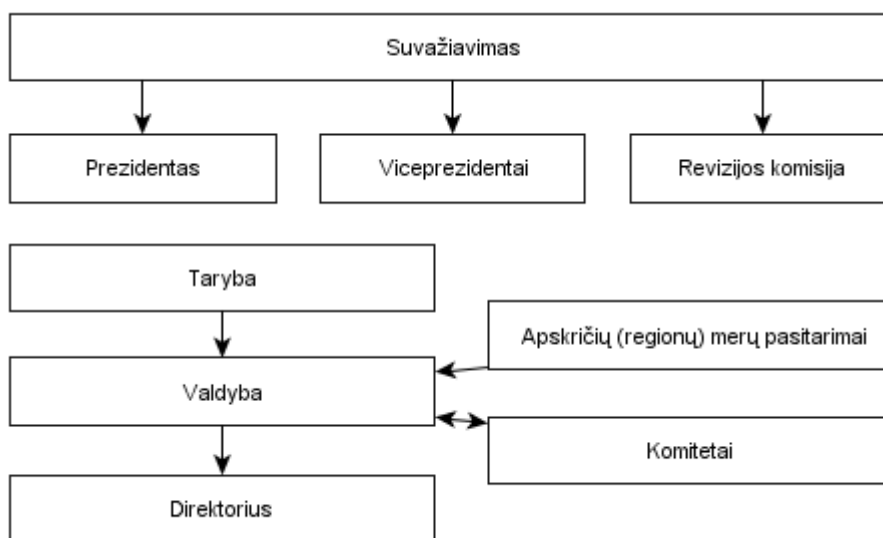 Suvažiavimas
Prezidentas
Viceprezidentai
Revizijos komisija
Taryba
Apskričių (regionų) merų pasitarimai
Valdyba
Komitetai
Direktorius